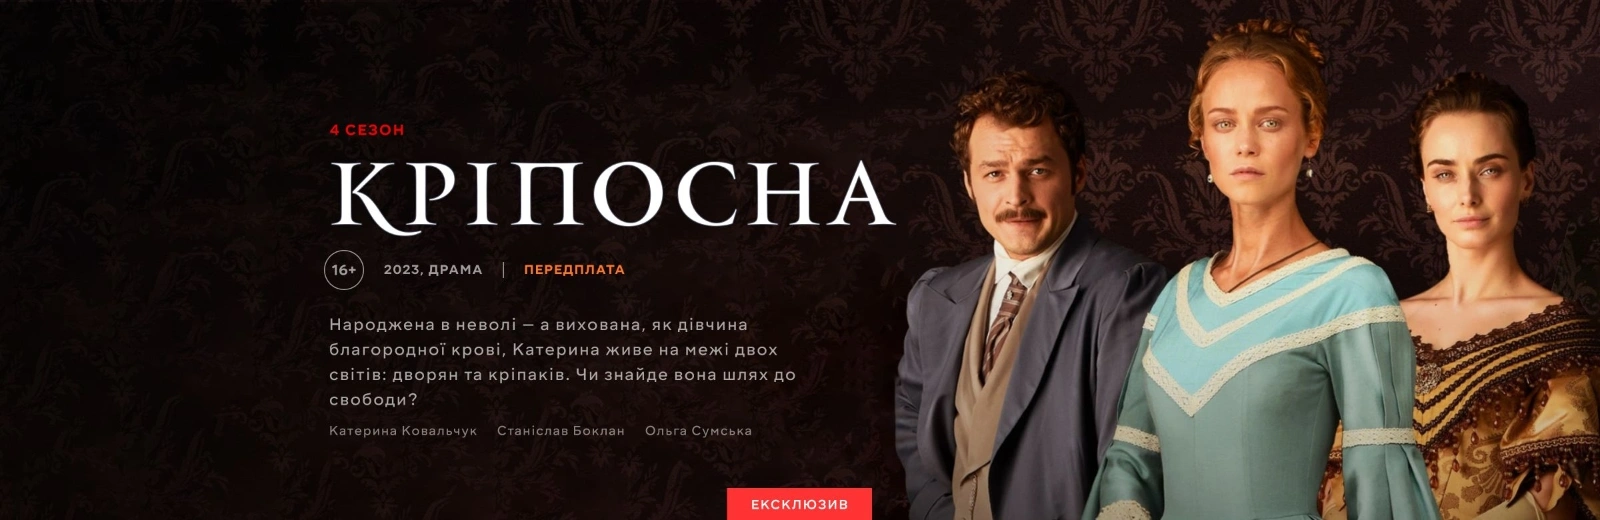 4 СЕЗОН
КРІПОСНА
16+ 2023, ДРАМА | ПЕРЕДПЛАТА
Народжена в неволі – а вихована, як дівчина
благородної крові, Катерина живе на межі двох
світів: дворян та кріпаків. Чи знайде вона шлях до
свободи?
Катерина Ковальчук Станіслав Боклан Ольга Сумська
ЕКСКЛЮЗИВ